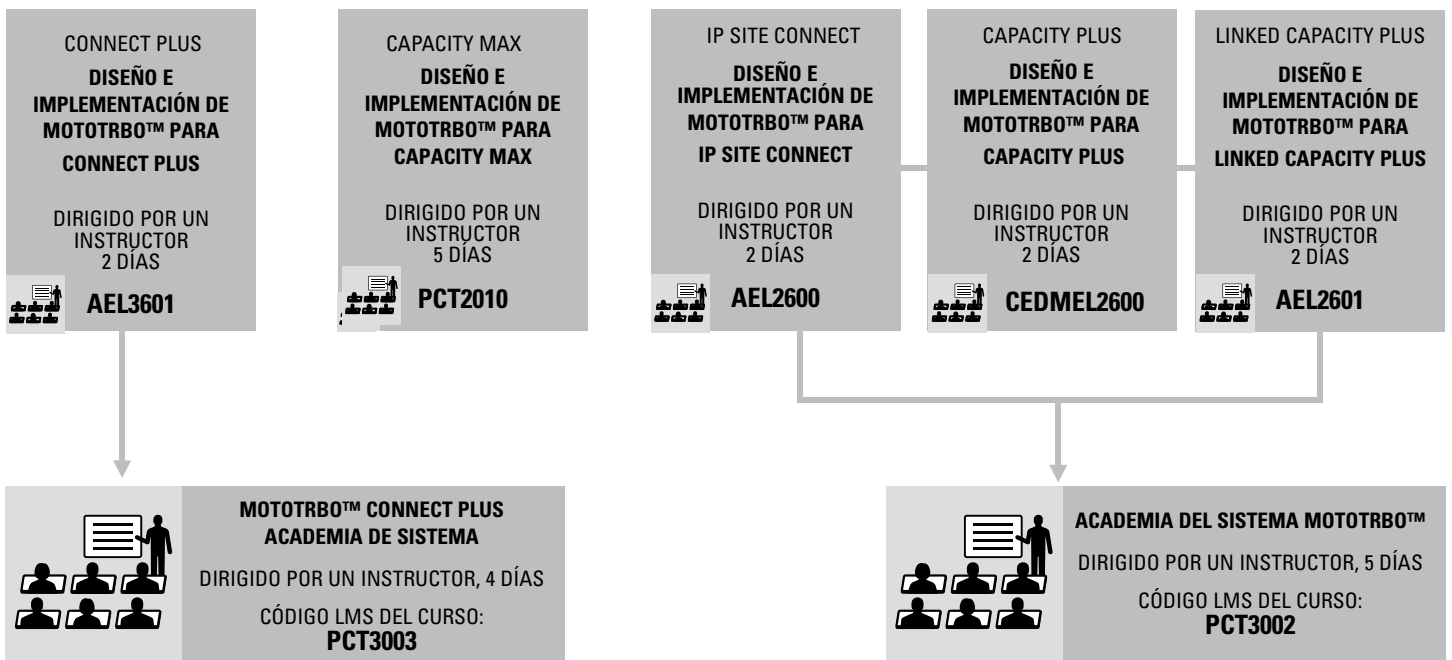 CONNECT PLUS
DISEÑO E
IMPLEMENTACIÓN DE
MOTOTRBO™ PARA
CONNECT PLUS
DIRIGIDO POR UN
INSTRUCTOR
2 DÍAS
AEL3601
CAPACITY MAX
DISEÑO E
IMPLEMENTACIÓN DE
MOTOTRBO™ PARA
CAPACITY MAX
DIRIGIDO POR UN
INSTRUCTOR
5 DÍAS
PCT2010
IP SITE CONNECT
DISEÑO E
IMPLEMENTACIÓN DE
MOTOTRBO™ PARA
IP SITE CONNECT
DIRIGIDO POR UN
INSTRUCTOR
2 DÍAS
AEL2600
CAPACITY PLUS
DISEÑO E
IMPLEMENTACIÓN DE
MOTOTRBO™ PARA
CAPACITY PLUS
DIRIGIDO POR UN
INSTRUCTOR
2 DÍAS
CEDMEL2600
LINKED CAPACITY PLUS
DISEÑO E
IMPLEMENTACIÓN DE
MOTOTRBO™ PARA
LINKED CAPACITY PLUS
DIRIGIDO POR UN
INSTRUCTOR
2 DÍAS
AEL2601
MOTOTRBO™ CONNECT PLUS
ACADEMIA DE SISTEMA
DIRIGIDO POR UN INSTRUCTOR, 4 DÍAS
CÓDIGO LMS DEL CURSO:
PCT3003
ACADEMIA DEL SISTEMA MOTOTRBO™
DIRIGIDO POR UN INSTRUCTOR, 5 DÍAS
CÓDIGO LMS DEL CURSO:
PCT3002